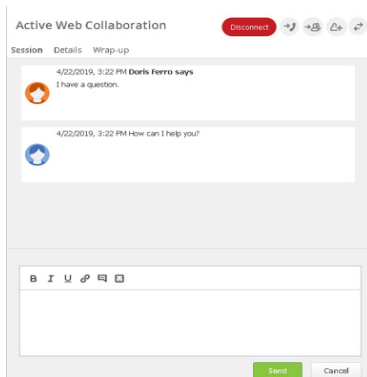 Active Web Collaboration
Disconnect
Session Details Wrap-up
4/22/2019, 3:22 PM Doris Ferro says
I have a question.
4/22/2019, 3:22 PM How can I help you?
B I U
Send Cancel